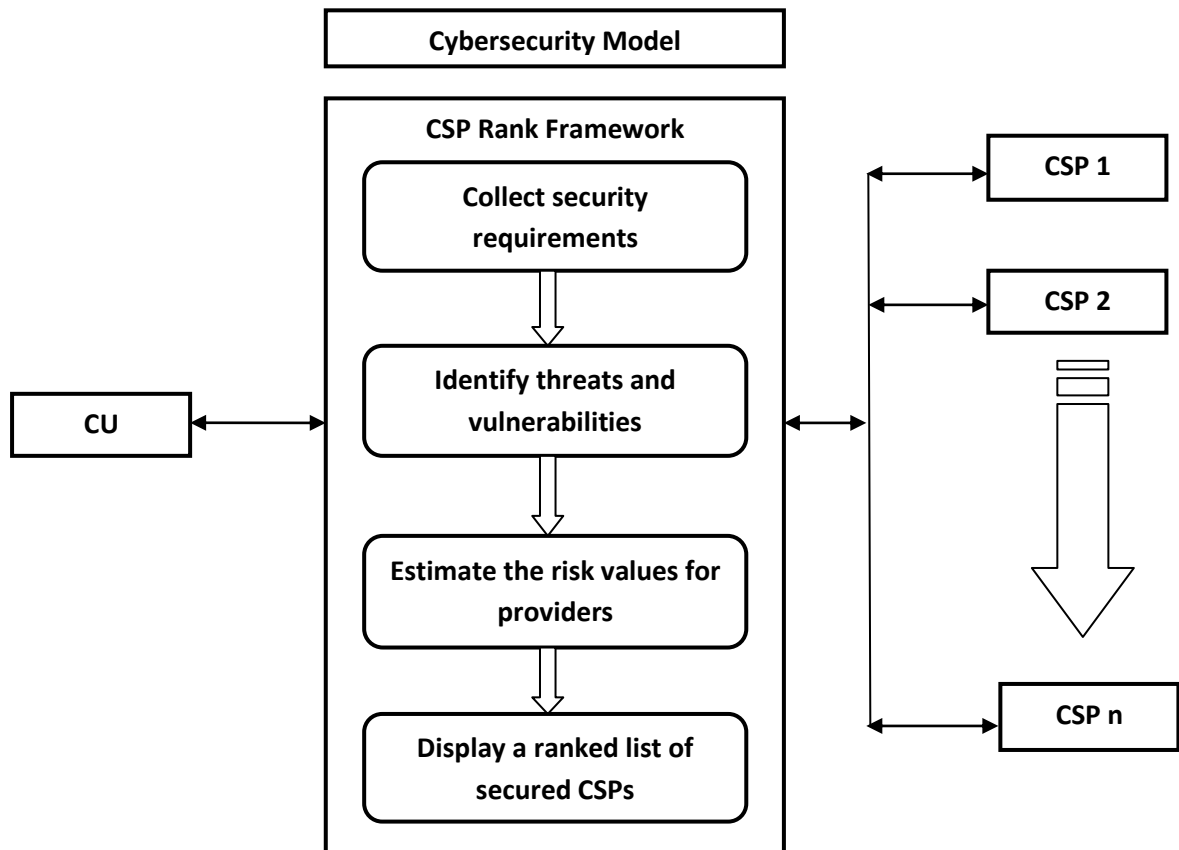 Cybersecurity Model
CSP Rank Framework
Collect security
requirements
Identify threats and
vulnerabilities
Estimate the risk values for
providers
Display a ranked list of
secured CSPs
CU
CSP 1
CSP 2
CSP n